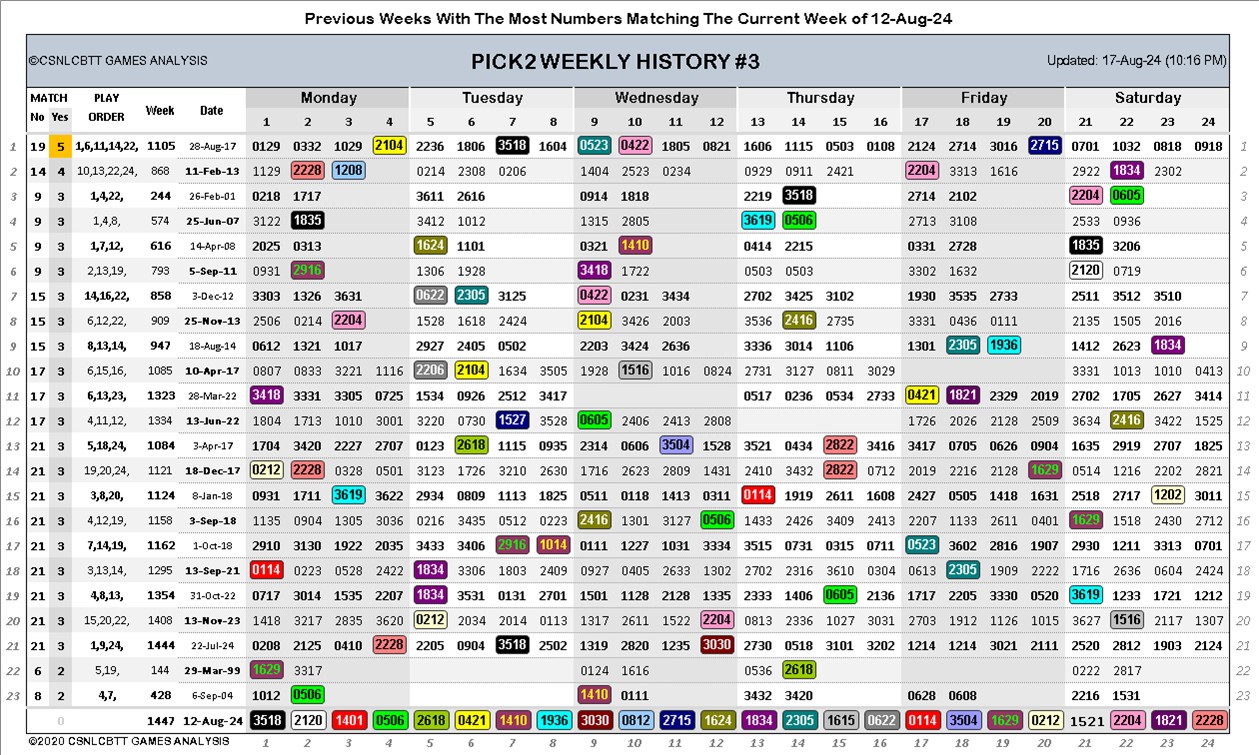 Previous Weeks With The Most Numbers Matching The Current Week of 12-Aug-24
©CSNLCBTT GAMES ANALYSIS PICK2 WEEKLY HISTORY #3 Updated: 17-Aug-24 (10:16 PM)
MATCH PLAY Week Date Monday Tuesday Wednesday Thursday Friday Saturday
No Yes ORDER 1 2 3 4 5 6 7 8 9 10 11 12 13 14 15 16 17 18 19 20 21 22 23 24
1 19 5 1,6,11,14,22, 1105 28-Aug-17 0129 0332 1029 2104 2236 1806 3518 1604 0523 0422 1805 0821 1606 1115 0503 0108 2124 2714 3016 2715 0701 1032 0818 0918 1
2 14 4 10,13,22,24, 868 11-Feb-13 1129 2228 1208 0214 2308 0206 1404 2523 0234 0929 0911 2421 2204 3313 1616 2922 1834 2302 2
3 9 3 1,4,22, 244 26-Feb-01 0218 1717 3611 2616 0914 1818 2219 3518 2714 2102 2204 0605 3
4 9 3 1,4,8, 574 25-Jun-07 3122 1835 3412 1012 1315 2805 3619 0506 2713 3108 2533 0936 4
5 9 3 1,7,12, 616 14-Apr-08 2025 0313 1624 1101 0321 1410 0414 2215 0331 2728 1835 3206 5
6 9 3 2,13,19, 793 5-Sep-11 0931 2916 1306 1928 3418 1722 0503 0503 3302 1632 2120 0719 6
7 15 3 14,16,22, 858 3-Dec-12 3303 1326 3631 0622 2305 3125 0422 0231 3434 2702 3425 3102 1930 3535 2733 2511 3512 3510 7
8 15 3 6,12,22, 909 25-Nov-13 2506 0214 2204 1528 1618 2424 2104 3426 2003 3536 2416 2735 3331 0436 0111 2135 1505 2016 8
9 15 3 8,13,14, 947 18-Aug-14 0612 1321 1017 2927 2405 0502 2203 3424 2636 3336 3014 1106 1301 2305 1936 1412 2623 1834 9
10 17 3 6,15,16, 1085 10-Apr-17 0807 0833 3221 1116 2206 2104 1634 3505 1928 1516 1016 0824 2731 3127 0811 3029 3331 1013 1010 0413 10
11 17 3 6,13,23, 1323 28-Mar-22 3418 3331 3305 0725 1534 0926 2512 3417 0517 0236 0534 2733 0421 1821 2329 2019 2702 1705 2627 3414 11
12 17 3 4,11,12, 1334 13-Jun-22 1804 1713 1010 3001 3220 0730 1527 3528 0605 2406 2413 2808 1726 2026 2128 2509 3634 2416 3422 1525 12
13 21 3 5,18,24, 1084 3-Apr-17 1704 3420 2227 2707 0123 2618 1115 0935 2314 0606 3504 1528 3521 0434 2822 3416 3417 0705 0626 0904 1635 2919 2707 1825 13
14 21 3 19,20,24, 1121 18-Dec-17 0212 2228 0328 0501 3123 1726 3210 2630 1716 2623 2809 1431 2410 3432 2822 0712 2019 2216 2128 1629 0514 1216 2202 2821 14
15 21 3 3,8,20, 1124 8-Jan-18 0931 1711 3619 3622 2934 0809 1113 1825 0511 0118 1413 0311 0114 1919 2611 1608 2427 0505 1418 1631 2518 2717 1202 3011 15
16 21 3 4,12,19, 1158 3-Sep-18 1135 0904 1305 3036 0216 3435 0512 0223 2416 1301 3127 0506 1433 2426 3409 2413 2207 1133 2611 0401 1629 1518 2430 2712 16
17 21 3 7,14,19, 1162 1-Oct-18 2910 3130 1922 2035 3433 3406 2916 1014 0111 1227 1031 3334 3515 0731 0315 0711 0523 3602 2816 1907 2930 1211 3313 0701 17
18 21 3 3,13,14, 1295 13-Sep-21 0114 0223 0528 2422 1834 3306 1803 2409 0927 0405 2633 1102 2702 2316 3610 3304 0613 2305 1909 2222 1716 2636 0604 2424 18
19 21 3 4,8,13, 1354 31-Oct-22 0717 3014 1535 2207 1834 3531 0131 2701 1501 1128 2128 1335 2333 1406 0605 2136 1717 2205 3330 0520 3619 1233 1721 1212 19
20 21 3 15,20,22, 1408 13-Nov-23 1418 3217 2835 3620 0212 2034 2014 0113 1317 2611 1522 2204 0813 2336 1027 3031 2703 1912 1126 1015 3627 1516 2117 1307 20
21 21 3 1,9,24, 1444 22-Jul-24 0208 2125 0410 2228 2205 0904 3518 2502 1319 2820 1235 3030 2730 0518 3101 3202 1214 1214 3021 2111 2520 2812 1903 2124 21
22 6 2 5,19, 144 29-Mar-99 1629 3317 0124 1616 0536 2618 0222 2817 22
23 8 2 4,7, 428 6-Sep-04 1012 0506 1410 0111 3432 3420 0628 0608 2216 1531 23
0 1447 12-Aug-24 3518 2120 1401 0506 2618 0421 1410 1936 3030 0812 2715 1624 1834 2305 1615 0622 0114 3504 1629 0212 1521 2204 1821 2228
©2020 CSNLCBTT GAMES ANALYSIS 1 2 3 4 5 6 7 8 9 10 11 12 13 14 15 16 17 18 19 20 21 22 23 24